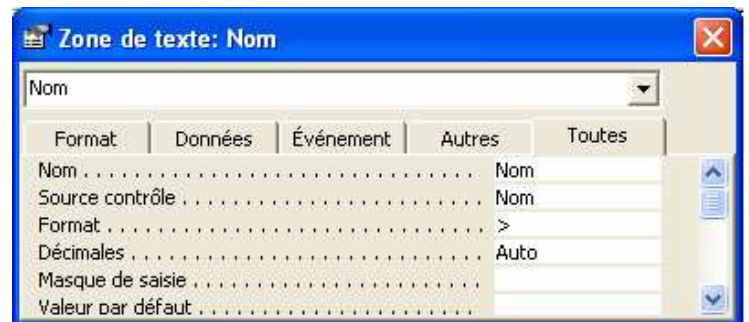 Zone de texte: Nom
Nom
Format Données Événement Autres Toutes
Nom . . . . . . . . . . . . . . . . . . . . . . . . . . . . . . . . . Nom
Source contrôle . . . . . . . . . . . . . . . . . . . . . . . . . Nom
Format . . . . . . . . . . . . . . . . . . . . . . . . . . . . . . . >
Décimales . . . . . . . . . . . . . . . . . . . . . . . . . . . . . Auto
Masque de saisie . . . . . . . . . . . . . . . . . . . . . . . .
Valeur par défaut . . . . . . . . . . . . . . . . . . . . . . .